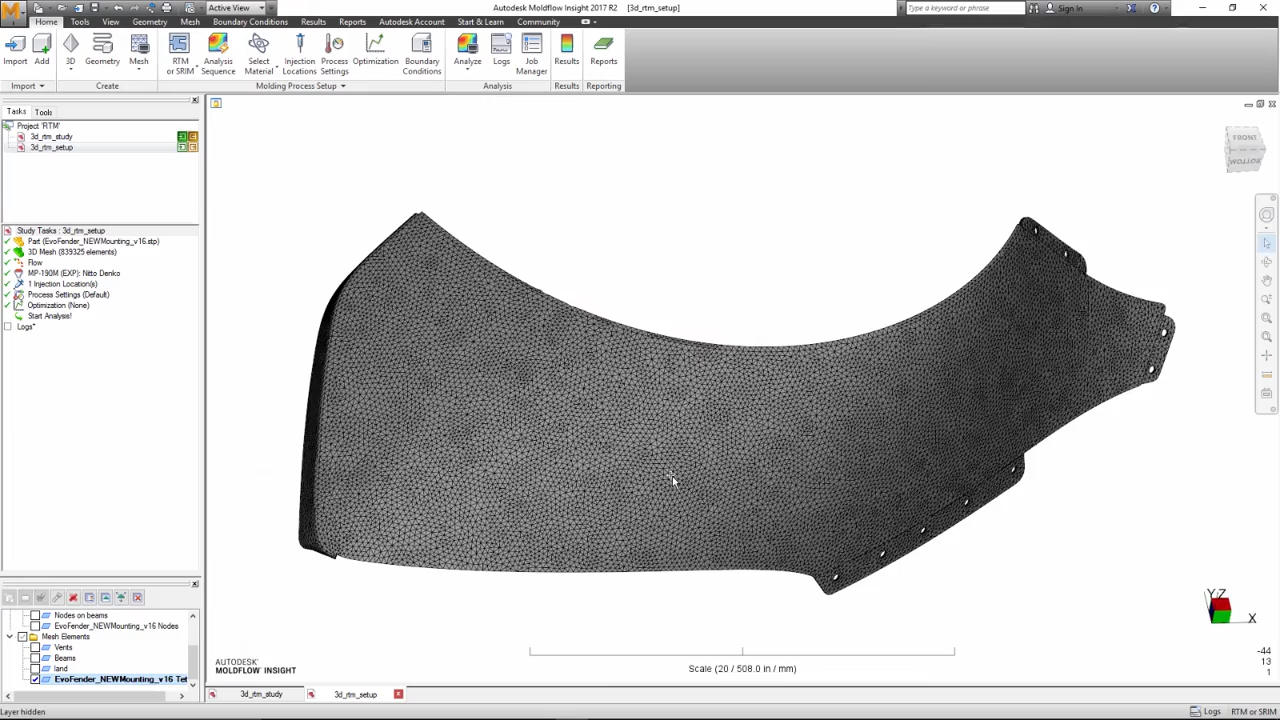 Active View
Autodesk Moldflow Insight 2017 R2 [3d_rtm_setup]
Type a keyword or phrase
Sign In
Home Tools View Geometry Mesh Boundary Conditions Results Reports Autodesk Account Start & Learn Community
Import Add 3D Geometry Mesh RTM or SRIM Analysis Sequence Select Material Injection Locations Process Settings Optimization Boundary Conditions Analyze Logs Job Manager Results Reports
Import Create Molding Process Setup Analysis Results Reporting
Tasks Tools
Project 'RTM'
3d_rtm_study
3d_rtm_setup
Study Tasks : 3d_rtm_setup
Part (EvoFender_NEWMounting_v16.stp)
3D Mesh (839325 elements)
Flow
MP-190M (EXP): Nitto Denko
1 Injection Location(s)
Process Settings (Default)
Optimization (None)
Start Analysis!
Logs*
Nodes on beams
EvoFender_NEWMounting_v16 Nodes
Mesh Elements
Vents
Beams
land
EvoFender_NEWMounting_v16 Tet
FRONT
BOTTOM
AUTODESK®
MOLDFLOW® INSIGHT
Scale (20 / 508.0 in / mm)
Y Z
X
-44
13
1
3d_rtm_study 3d_rtm_setup
Layer hidden
Logs RTM or SRIM